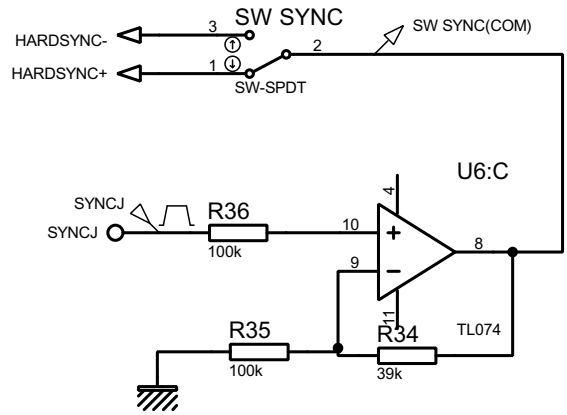 SW SYNC
HARDSYNC-
3
SW SYNC(COM)
2
HARDSYNC+
1
SW-SPDT
U6:C
4
SYNCJ
R36
SYNCJ
10
100k
8
9
11
R35
R34
TL074
100k
39k